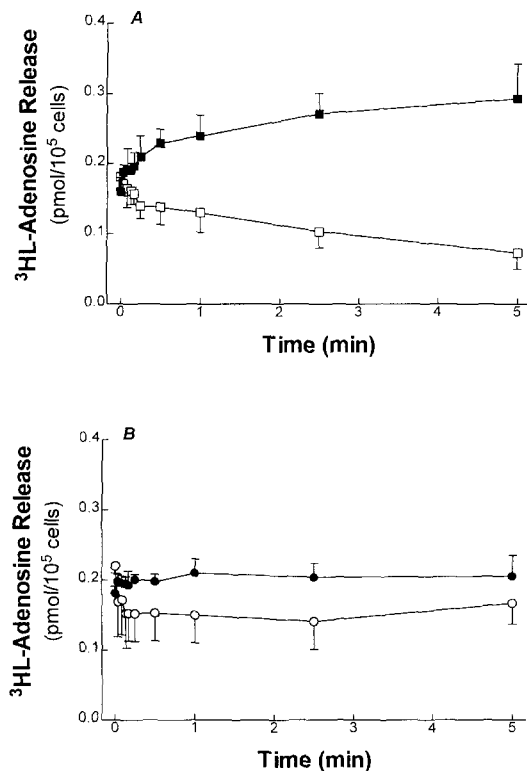 A
0.4
0.3
0.2
0.1
0.0
³HL-Adenosine Release
(pmol/10⁵ cells)
0 1 2 3 4 5
Time (min)
B
0.4
0.3
0.2
0.1
0.0
³HL-Adenosine Release
(pmol/10⁵ cells)
0 1 2 3 4 5
Time (min)